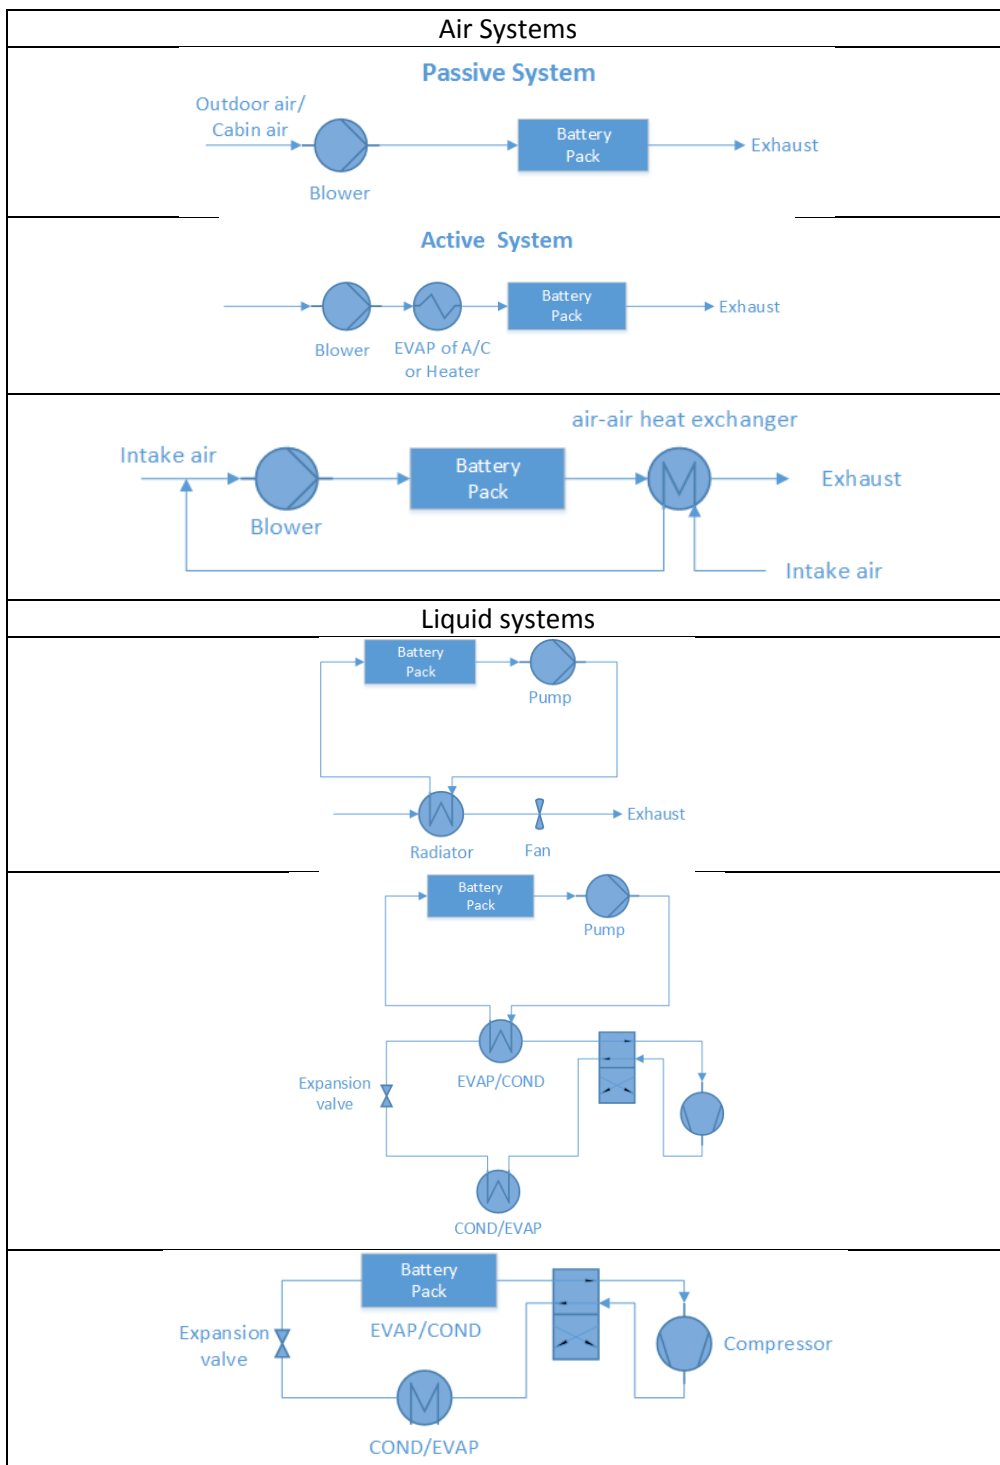 Air Systems
Passive System
Outdoor air/
Cabin air
Blower
Battery
Pack
Exhaust
Active System
Blower
EVAP of A/C
or Heater
Battery
Pack
Exhaust
air-air heat exchanger
Intake air
Blower
Battery
Pack
Exhaust
Intake air
Liquid systems
Battery
Pack
Pump
Radiator
Fan
Exhaust
Battery
Pack
Pump
EVAP/COND
Expansion
valve
COND/EVAP
Battery
Pack
EVAP/COND
Expansion
valve
Compressor
COND/EVAP